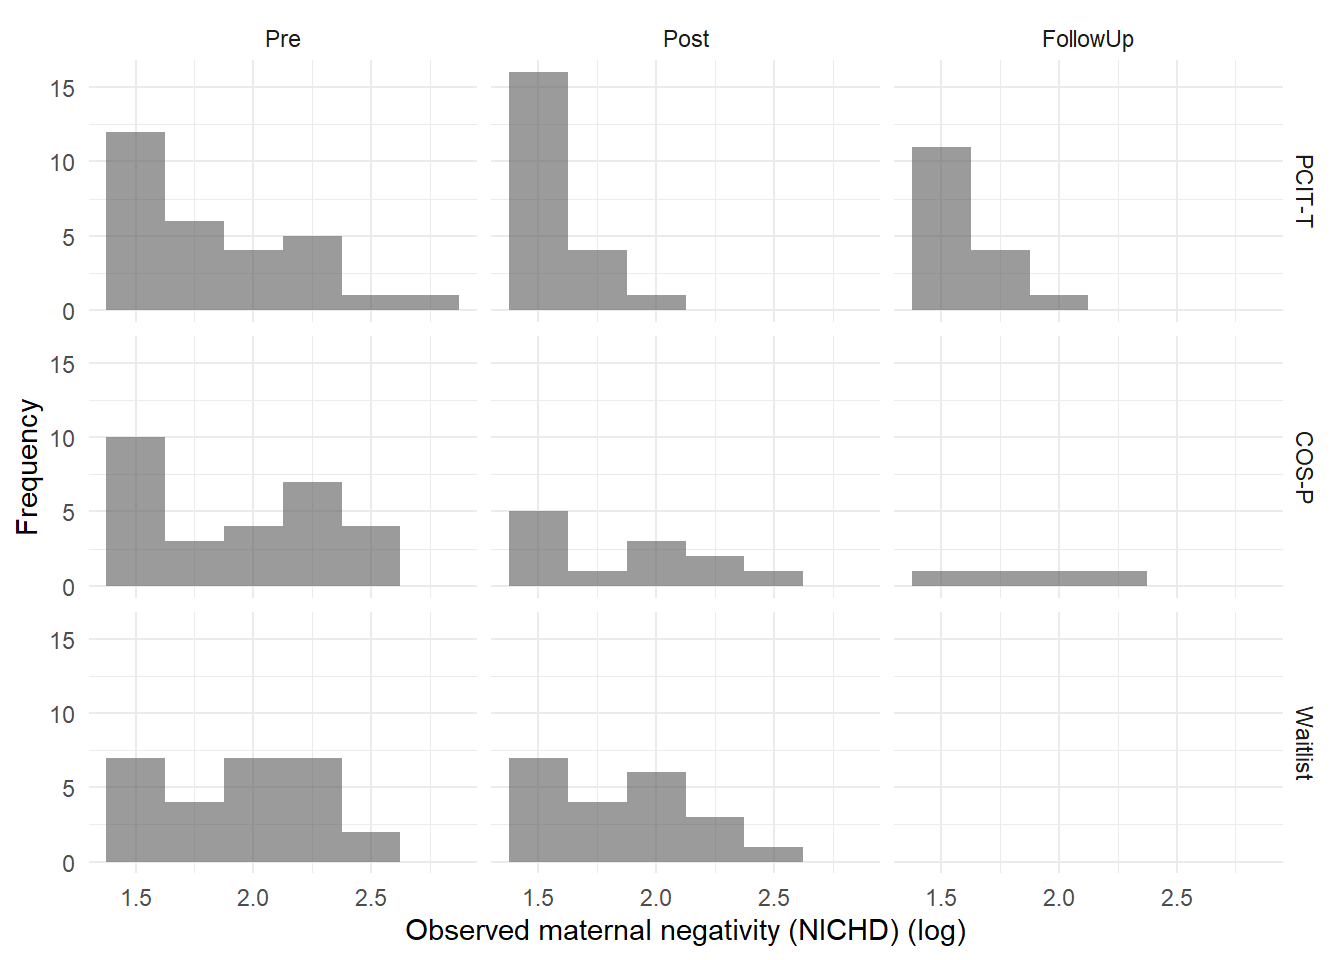 Pre Post FollowUp
15
10
5
0
PCIT-T
15
10
5
0
COS-P
15
10
5
0
Waitlist
Frequency
1.5 2.0 2.5 1.5 2.0 2.5 1.5 2.0 2.5
Observed maternal negativity (NICHD) (log)